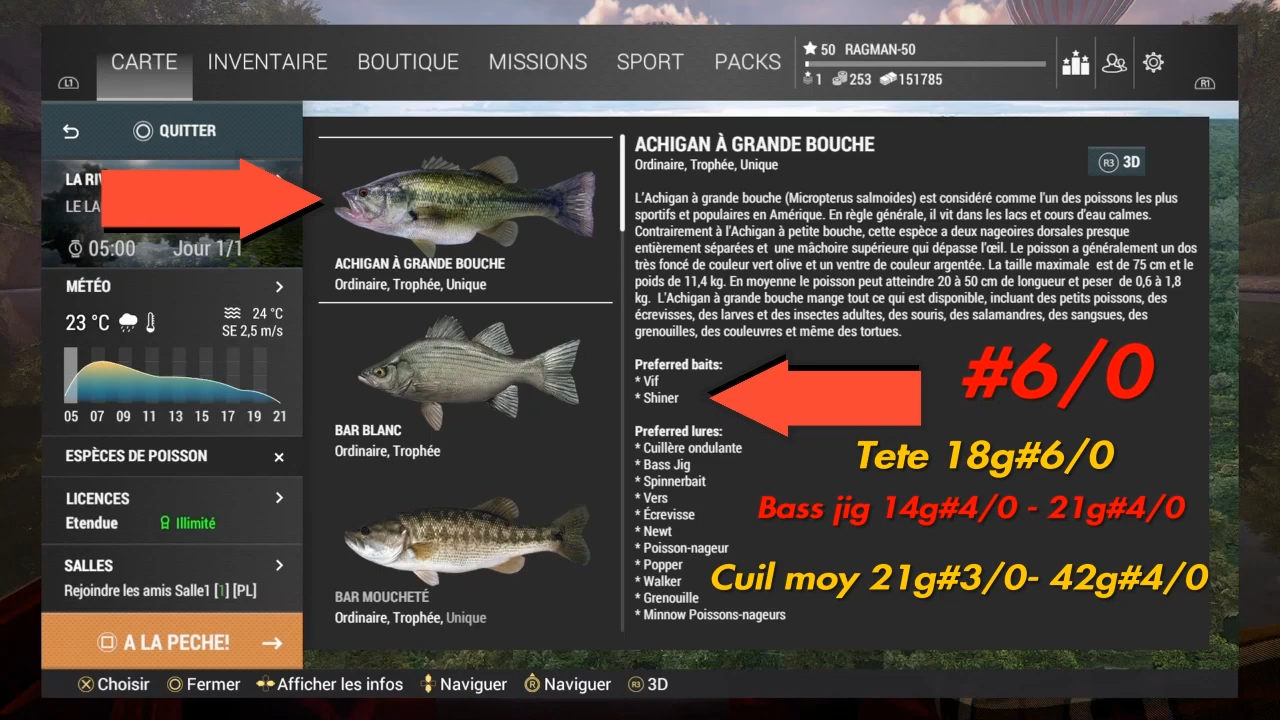 CARTE INVENTAIRE BOUTIQUE MISSIONS SPORT PACKS
50 RAGMAN-50
1 253 151785
L1
R1
QUITTER
LA RIV
LE LA
05:00 Jour 1/1
MÉTÉO
23 °C
24 °C
SE 2,5 m/s
05 07 09 11 13 15 17 19 21
ESPÈCES DE POISSON
LICENCES
Etendue Illimité
SALLES
Rejoindre les amis Salle1 [1] [PL]
A LA PECHE!
ACHIGAN À GRANDE BOUCHE
Ordinaire, Trophée, Unique
BAR BLANC
Ordinaire, Trophée
BAR MOUCHETÉ
Ordinaire, Trophée, Unique
ACHIGAN À GRANDE BOUCHE
Ordinaire, Trophée, Unique
R3 3D
L'Achigan à grande bouche (Micropterus salmoides) est considéré comme l'un des poissons les plus
sportifs et populaires en Amérique. En règle générale, il vit dans les lacs et cours d'eau calmes.
Contrairement à l'Achigan à petite bouche, cette espèce a deux nageoires dorsales presque
entièrement séparées et une mâchoire supérieure qui dépasse l'œil. Le poisson a généralement un dos
très foncé de couleur vert olive et un ventre de couleur argentée. La taille maximale est de 75 cm et le
poids de 11,4 kg. En moyenne le poisson peut atteindre 20 à 50 cm de longueur et peser de 0,6 à 1,8
kg. L'Achigan à grande bouche mange tout ce qui est disponible, incluant des petits poissons, des
écrevisses, des larves et des insectes adultes, des souris, des salamandres, des sangsues, des
grenouilles, des couleuvres et même des tortues.
Preferred baits:
* Vif
* Shiner
#6/0
Preferred lures:
* Cuillère ondulante
* Bass Jig
* Spinnerbait
* Vers
* Écrevisse
* Newt
* Poisson-nageur
* Popper
* Walker
* Grenouille
* Minnow Poissons-nageurs
Tete 18g#6/0
Bass jig 14g#4/0 - 21g#4/0
Cuil moy 21g#3/0- 42g#4/0
Choisir Fermer Afficher les infos Naviguer R Naviguer R3 3D